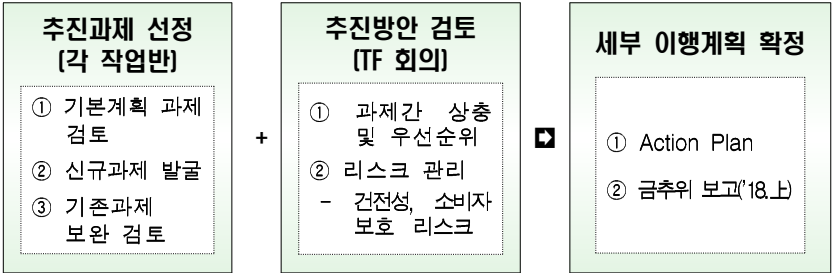 추진과제 선정
(각 작업반)
① 기본계획 과제
검토
② 신규과제 발굴
③ 기존과제
보완 검토
+
추진방안 검토
(TF 회의)
① 과제간 상충
및 우선순위
② 리스크 관리
- 건전성, 소비자
보호 리스크
세부 이행계획 확정
① Action Plan
② 금추위 보고('18.上)